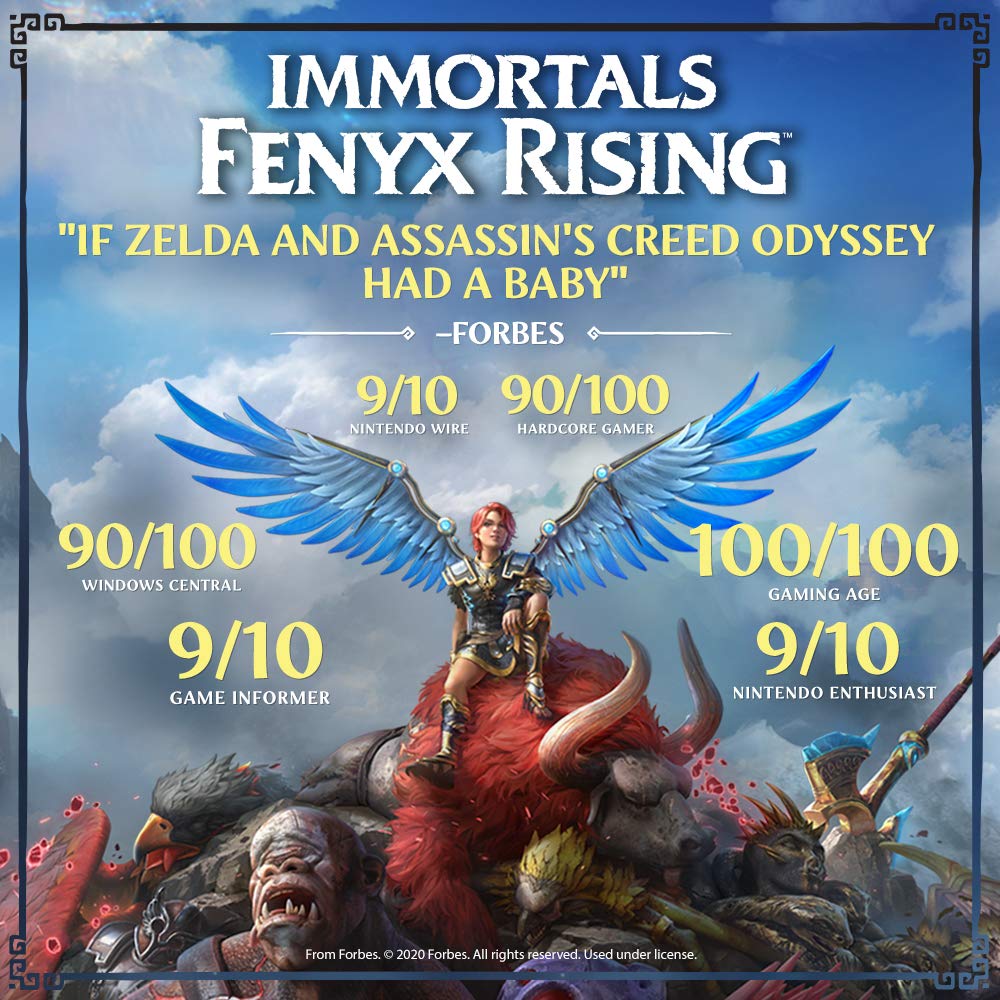 IMMORTALS
FENYX RISING™
"IF ZELDA AND ASSASSIN'S CREED ODYSSEY
HAD A BABY"
–FORBES
9/10
NINTENDO WIRE
90/100
HARDCORE GAMER
90/100
WINDOWS CENTRAL
100/100
GAMING AGE
9/10
GAME INFORMER
9/10
NINTENDO ENTHUSIAST
From Forbes. © 2020 Forbes. All rights reserved. Used under license.